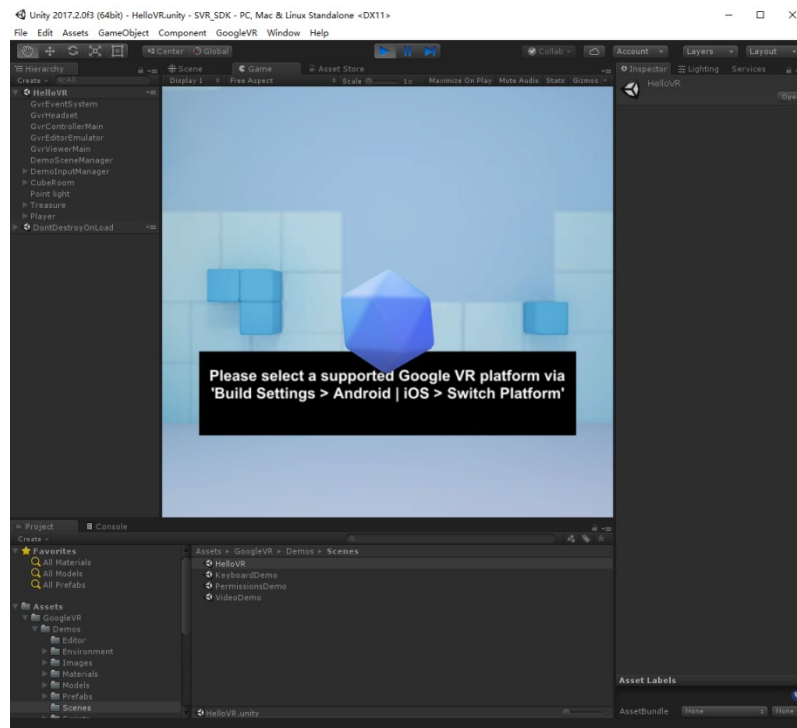 Unity 2017.2.0f3 (64bit) - HelloVR.unity - SVR_SDK - PC, Mac & Linux Standalone <DX11>
File Edit Assets GameObject Component GoogleVR Window Help
Center Global Collab Account Layers Layout
Hierarchy Scene Game Asset Store Inspector Lighting Services
Create All Display 1 Free Aspect Scale 1x Maximize On Play Mute Audio Stats Gizmos HelloVR
HelloVR
Open
GvrEventSystem
GvrHeadset
GvrControllerMain
GvrEditorEmulator
GvrViewerMain
DemoSceneManager
DemoInputManager
CubeRoom
Point light
Treasure
Player
DontDestroyOnLoad
Please select a supported Google VR platform via
'Build Settings > Android | iOS > Switch Platform'
Project Console
Create
Favorites
All Materials
All Models
All Prefabs
Assets
GoogleVR
Demos
Editor
Environment
Images
Materials
Models
Prefabs
Scenes
Assets ▸ GoogleVR ▸ Demos ▸ Scenes
HelloVR
KeyboardDemo
PermissionsDemo
VideoDemo
HelloVR.unity
Asset Labels
AssetBundle None None